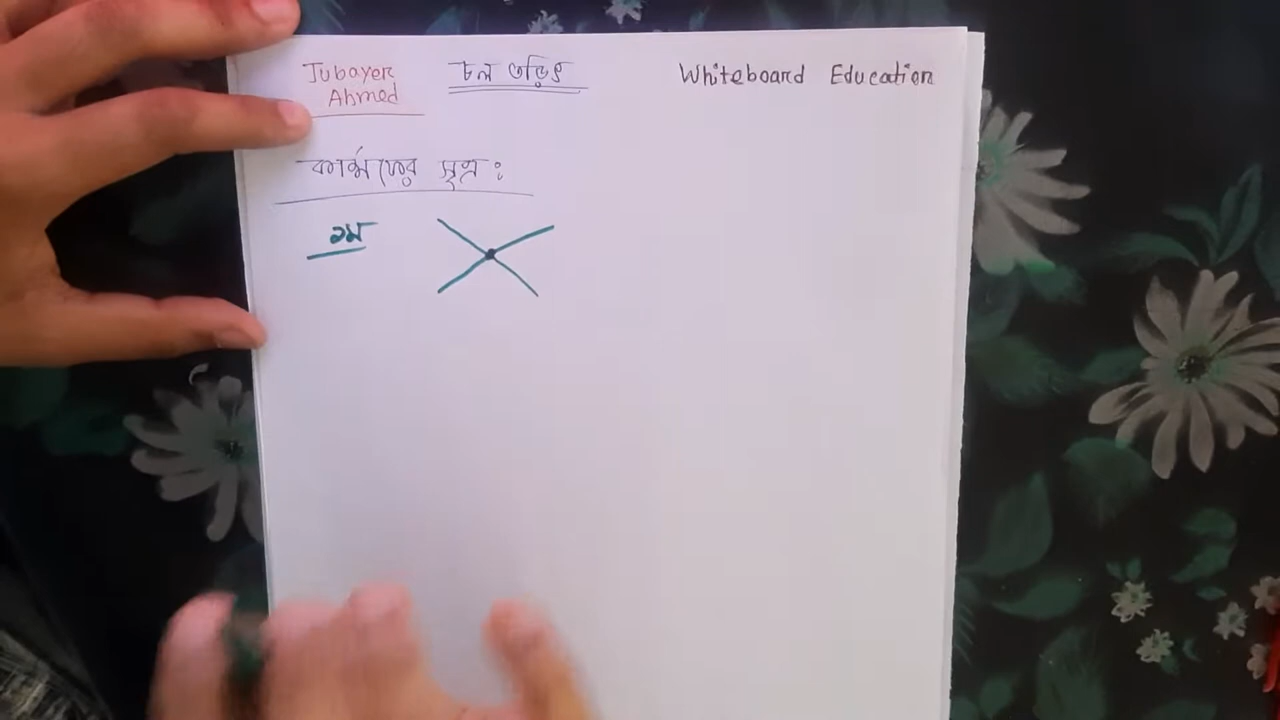 Jubayer Ahmed
চল তড়িৎ
Whiteboard Education
কার্শফের সূত্র :
১ম